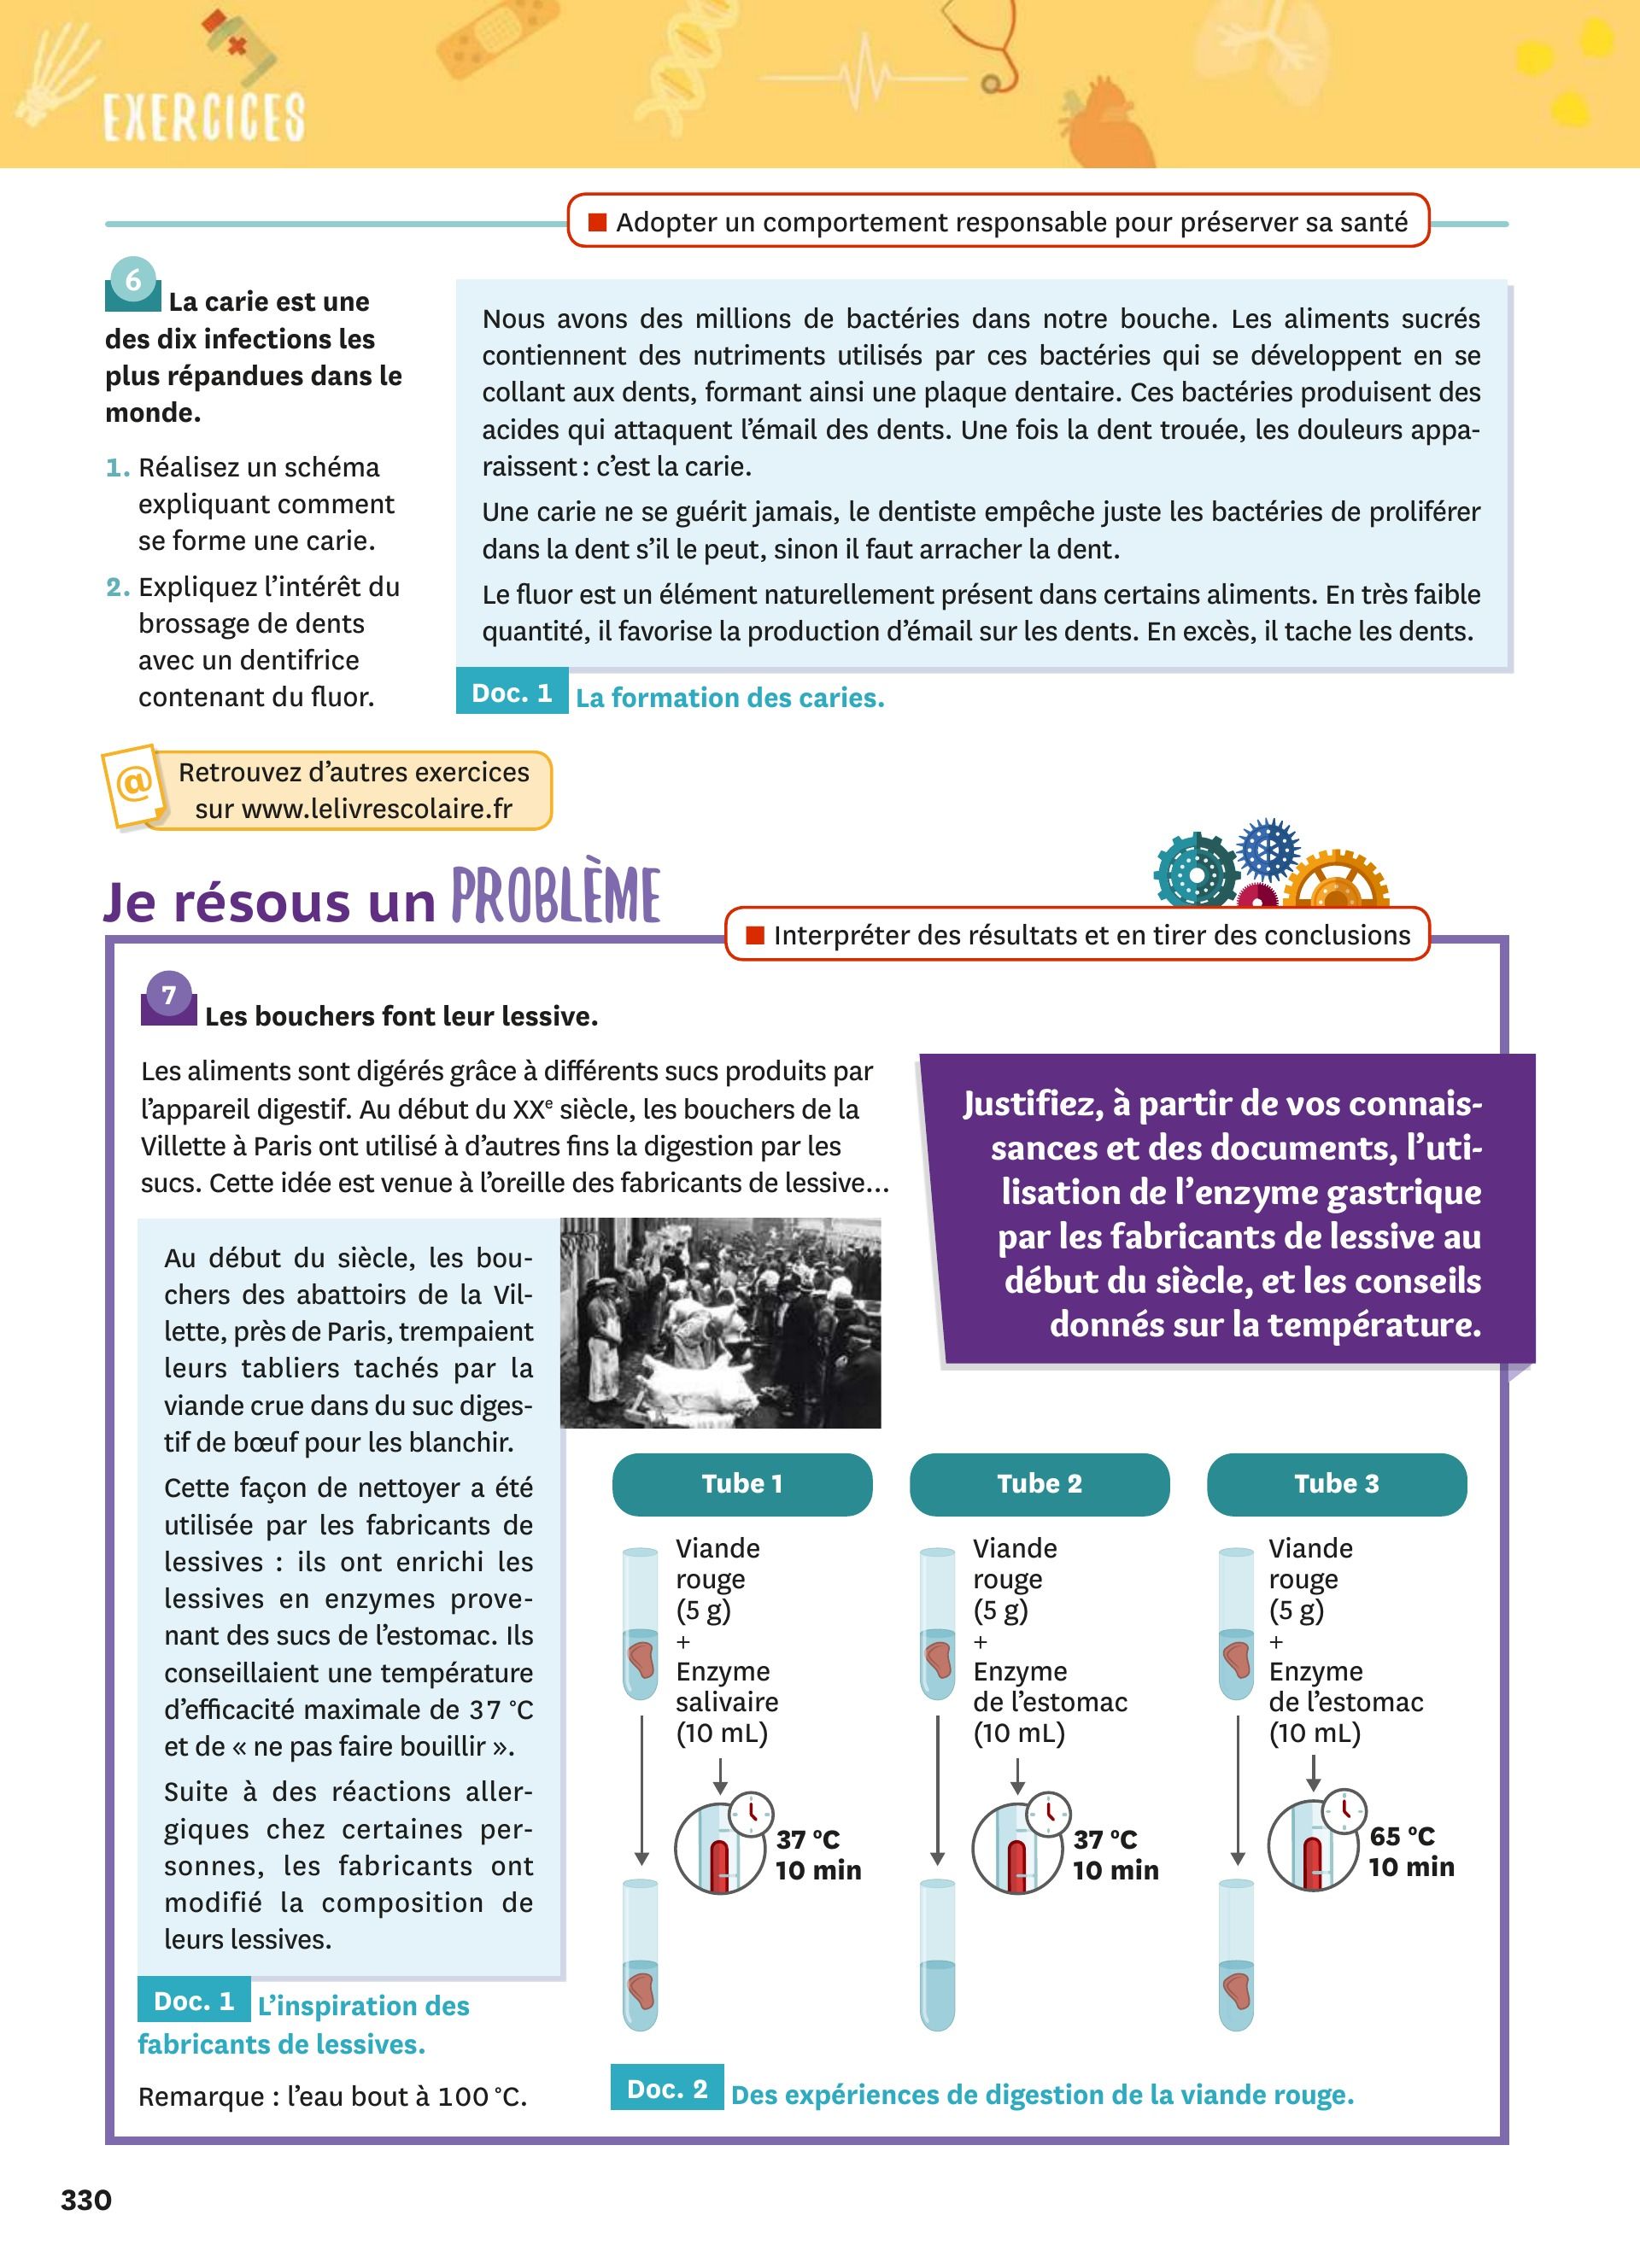 EXERCICES
■ Adopter un comportement responsable pour préserver sa santé
6 La carie est une
des dix infections les
plus répandues dans le
monde.
1. Réalisez un schéma
expliquant comment
se forme une carie.
2. Expliquez l'intérêt du
brossage de dents
avec un dentifrice
contenant du fluor.
Nous avons des millions de bactéries dans notre bouche. Les aliments sucrés
contiennent des nutriments utilisés par ces bactéries qui se développent en se
collant aux dents, formant ainsi une plaque dentaire. Ces bactéries produisent des
acides qui attaquent l'émail des dents. Une fois la dent trouée, les douleurs appa-
raissent : c'est la carie.
Une carie ne se guérit jamais, le dentiste empêche juste les bactéries de proliférer
dans la dent s'il le peut, sinon il faut arracher la dent.
Le fluor est un élément naturellement présent dans certains aliments. En très faible
quantité, il favorise la production d'émail sur les dents. En excès, il tache les dents.
Doc. 1 La formation des caries.
@ Retrouvez d'autres exercices
sur www.lelivrescolaire.fr
Je résous un PROBLÈME
■ Interpréter des résultats et en tirer des conclusions
7 Les bouchers font leur lessive.
Les aliments sont digérés grâce à différents sucs produits par
l'appareil digestif. Au début du XXe siècle, les bouchers de la
Villette à Paris ont utilisé à d'autres fins la digestion par les
sucs. Cette idée est venue à l'oreille des fabricants de lessive...
Justifiez, à partir de vos connais-
sances et des documents, l'uti-
lisation de l'enzyme gastrique
par les fabricants de lessive au
début du siècle, et les conseils
donnés sur la température.
Au début du siècle, les bou-
chers des abattoirs de la Vil-
lette, près de Paris, trempaient
leurs tabliers tachés par la
viande crue dans du suc diges-
tif de bœuf pour les blanchir.
Cette façon de nettoyer a été
utilisée par les fabricants de
lessives : ils ont enrichi les
lessives en enzymes prove-
nant des sucs de l'estomac. Ils
conseillaient une température
d'efficacité maximale de 37 °C
et de « ne pas faire bouillir ».
Suite à des réactions aller-
giques chez certaines per-
sonnes, les fabricants ont
modifié la composition de
leurs lessives.
Doc. 1 L'inspiration des
fabricants de lessives.
Remarque : l'eau bout à 100 °C.
Tube 1
Viande
rouge
(5 g)
+
Enzyme
salivaire
(10 mL)
37 °C
10 min
Tube 2
Viande
rouge
(5 g)
+
Enzyme
de l'estomac
(10 mL)
37 °C
10 min
Tube 3
Viande
rouge
(5 g)
+
Enzyme
de l'estomac
(10 mL)
65 °C
10 min
Doc. 2 Des expériences de digestion de la viande rouge.
330